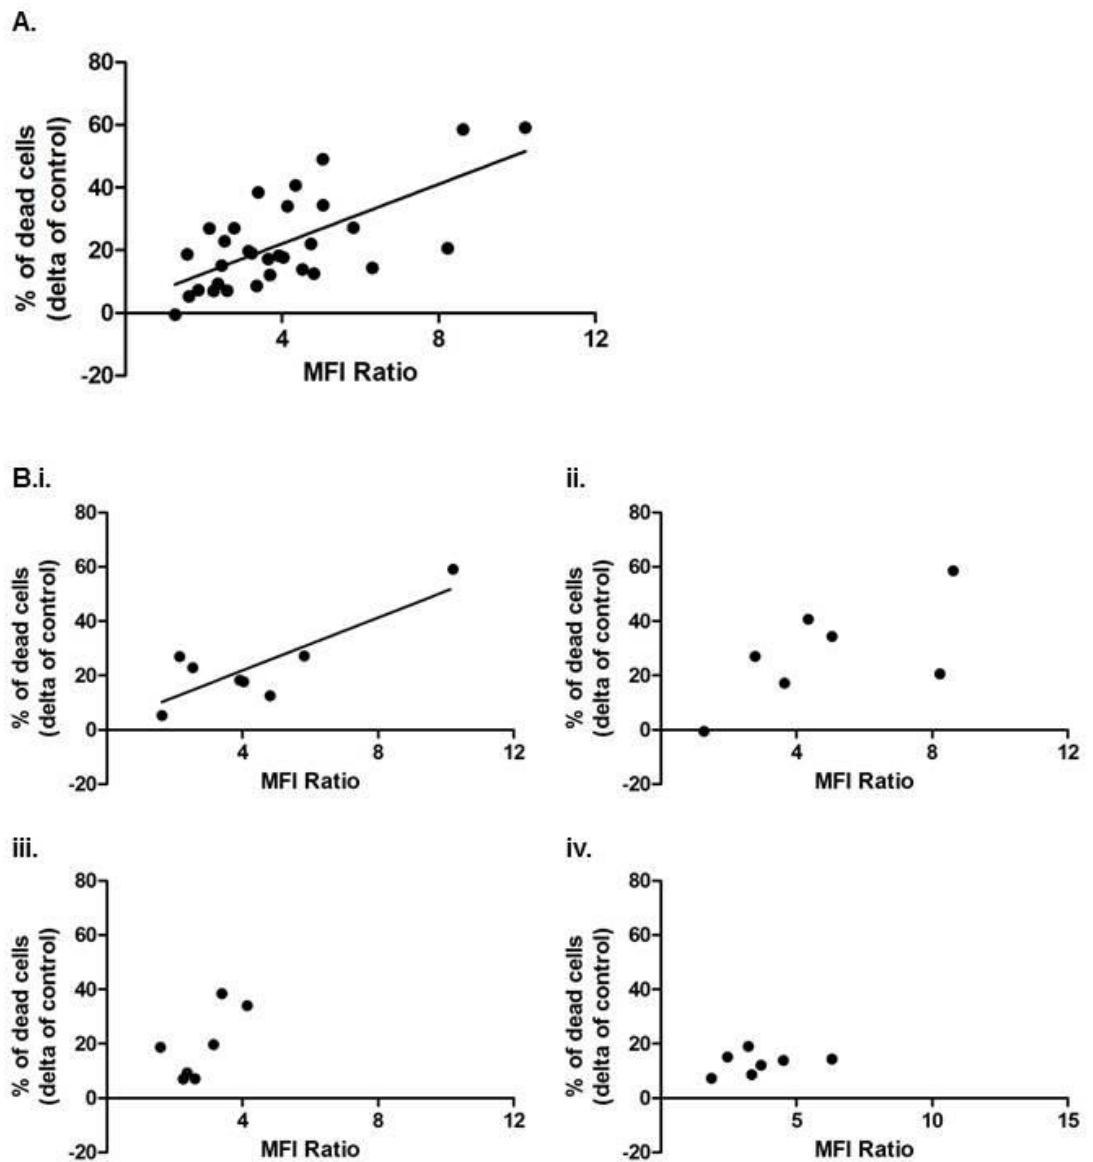 A.
80
60
40
20
0
-20
% of dead cells
(delta of control)
4 8 12
MFI Ratio
B.i.
80
60
40
20
0
-20
% of dead cells
(delta of control)
4 8 12
MFI Ratio
ii.
80
60
40
20
0
-20
% of dead cells
(delta of control)
4 8 12
MFI Ratio
iii.
80
60
40
20
0
-20
% of dead cells
(delta of control)
4 8 12
MFI Ratio
iv.
80
60
40
20
0
-20
% of dead cells
(delta of control)
5 10 15
MFI Ratio